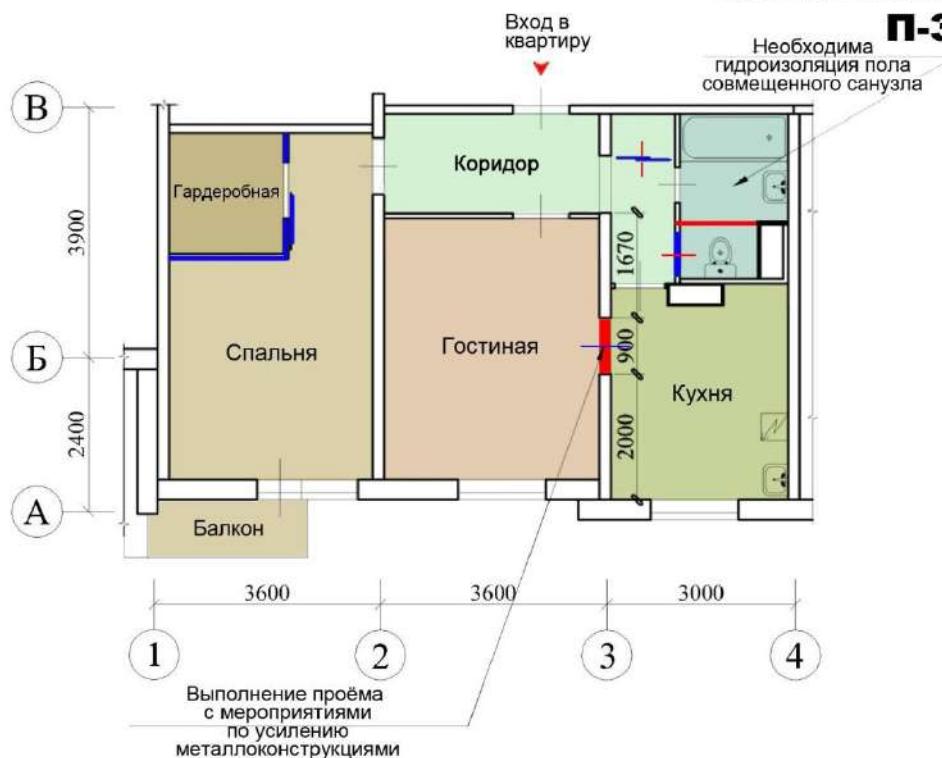 Вход в
квартиру
П-3
Необходима
гидроизоляция пола
совмещенного санузла
В
Коридор
Гардеробная
3900
1670
Спальня
Гостиная
900
Б
Кухня
2400
2000
А
Балкон
3600
3600
3000
1
2
3
4
Выполнение проёма
с мероприятиями
по усилению
металлоконструкциями